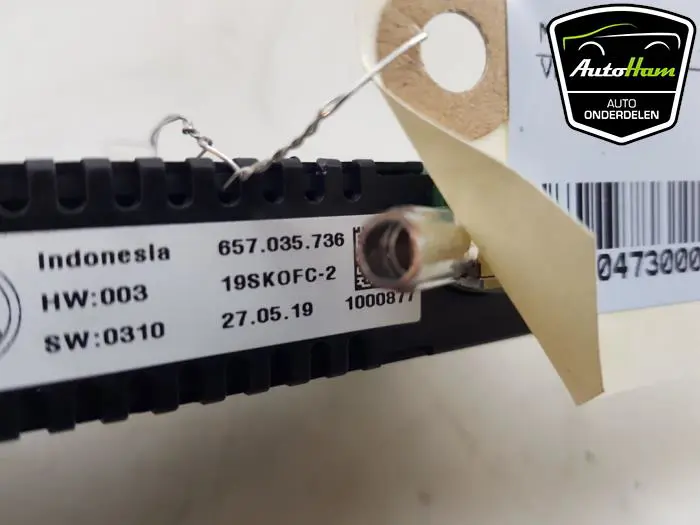 AutoHam
AUTO
ONDERDELEN
Indonesia
657.035.736
HW:003
19SKOFC-2
SW:0310
27.05.19
1000877
0473000